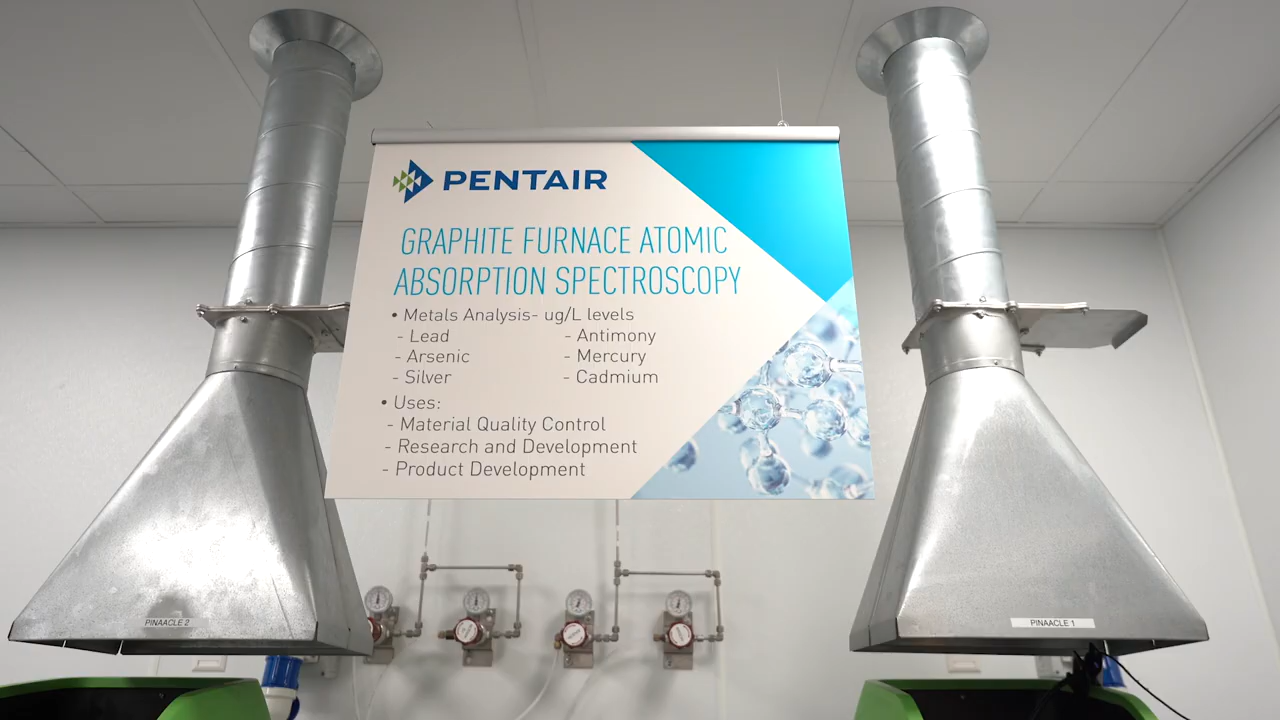 PENTAIR
GRAPHITE FURNACE ATOMIC
ABSORPTION SPECTROSCOPY
• Metals Analysis- ug/L levels
- Lead - Antimony
- Arsenic - Mercury
- Silver - Cadmium
• Uses:
- Material Quality Control
- Research and Development
- Product Development
PINAACLE 2
PINAACLE 1